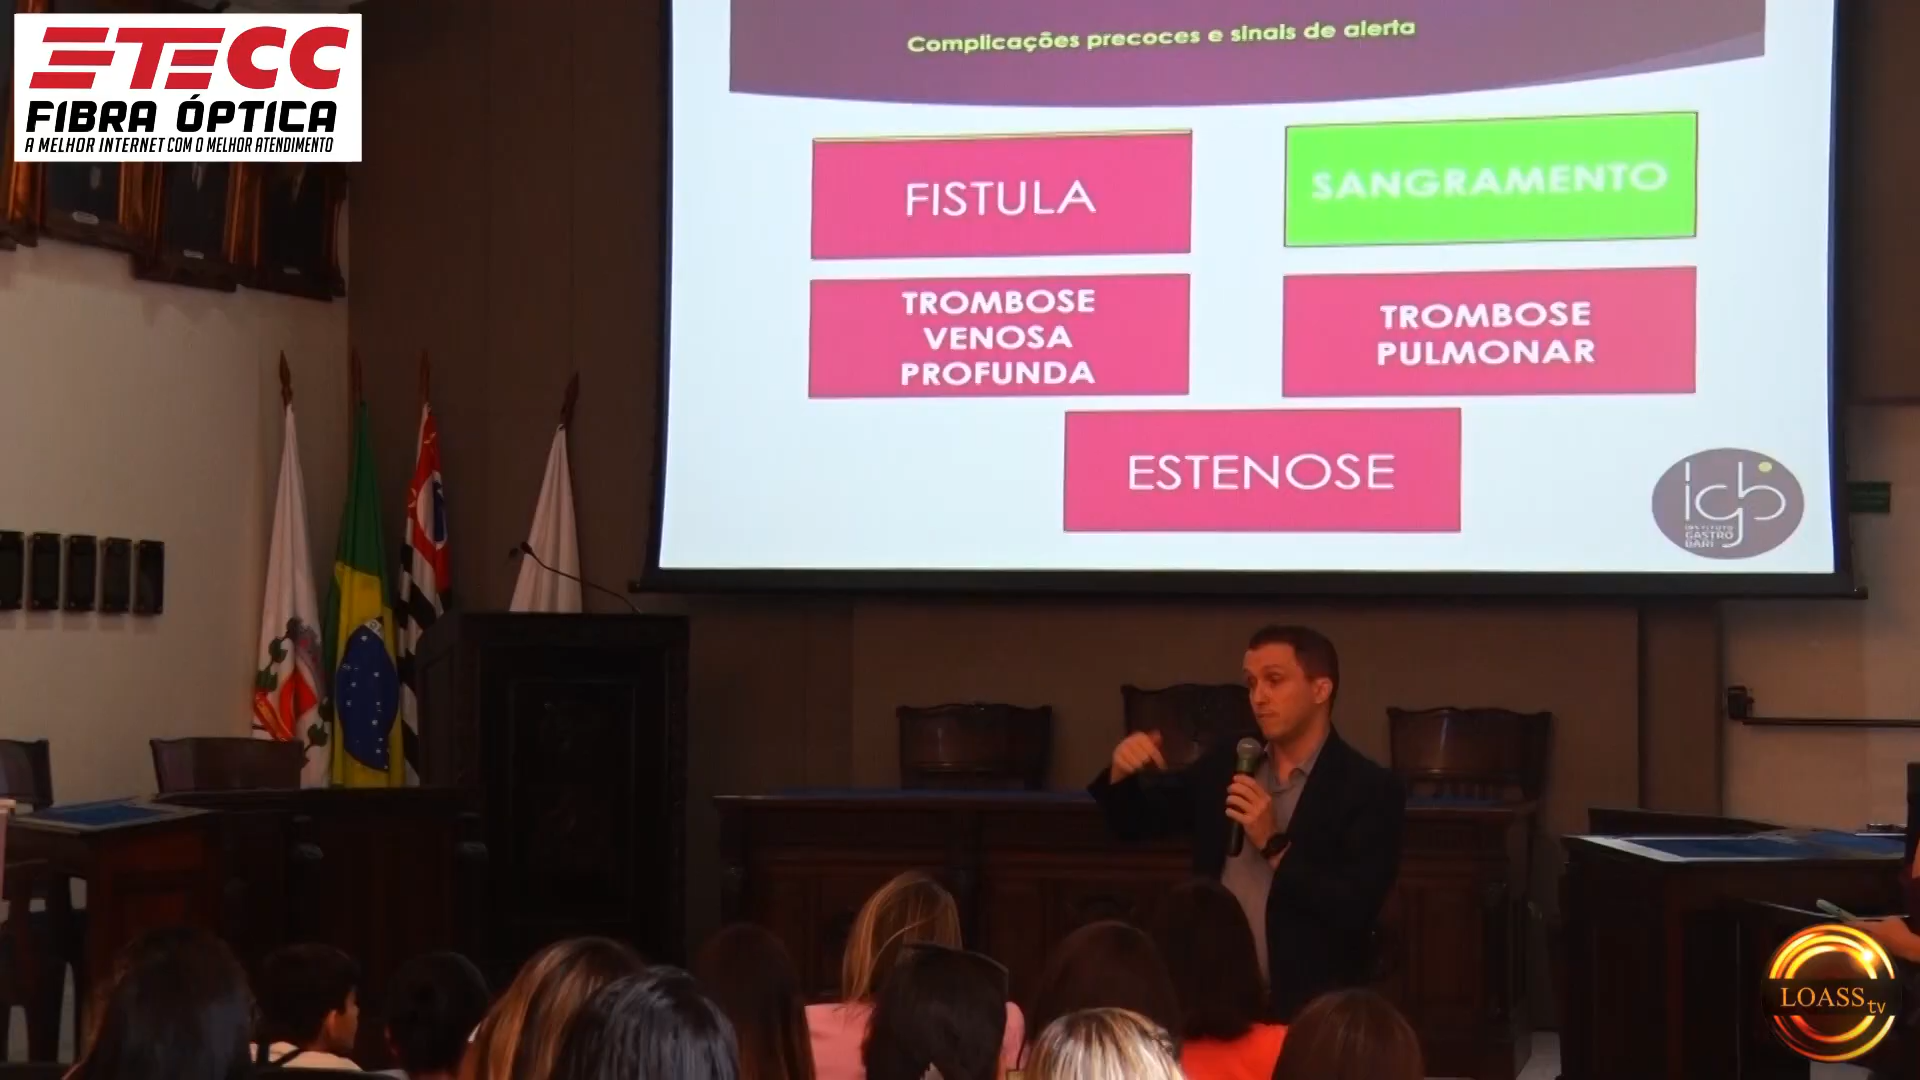 ETECC
FIBRA ÓPTICA
A MELHOR INTERNET COM O MELHOR ATENDIMENTO
Complicações precoces e sinais de alerta
FISTULA
SANGRAMENTO
TROMBOSE
VENOSA
PROFUNDA
TROMBOSE
PULMONAR
ESTENOSE
igb
INSTITUTO
GASTRO
BARI
LOASS tv